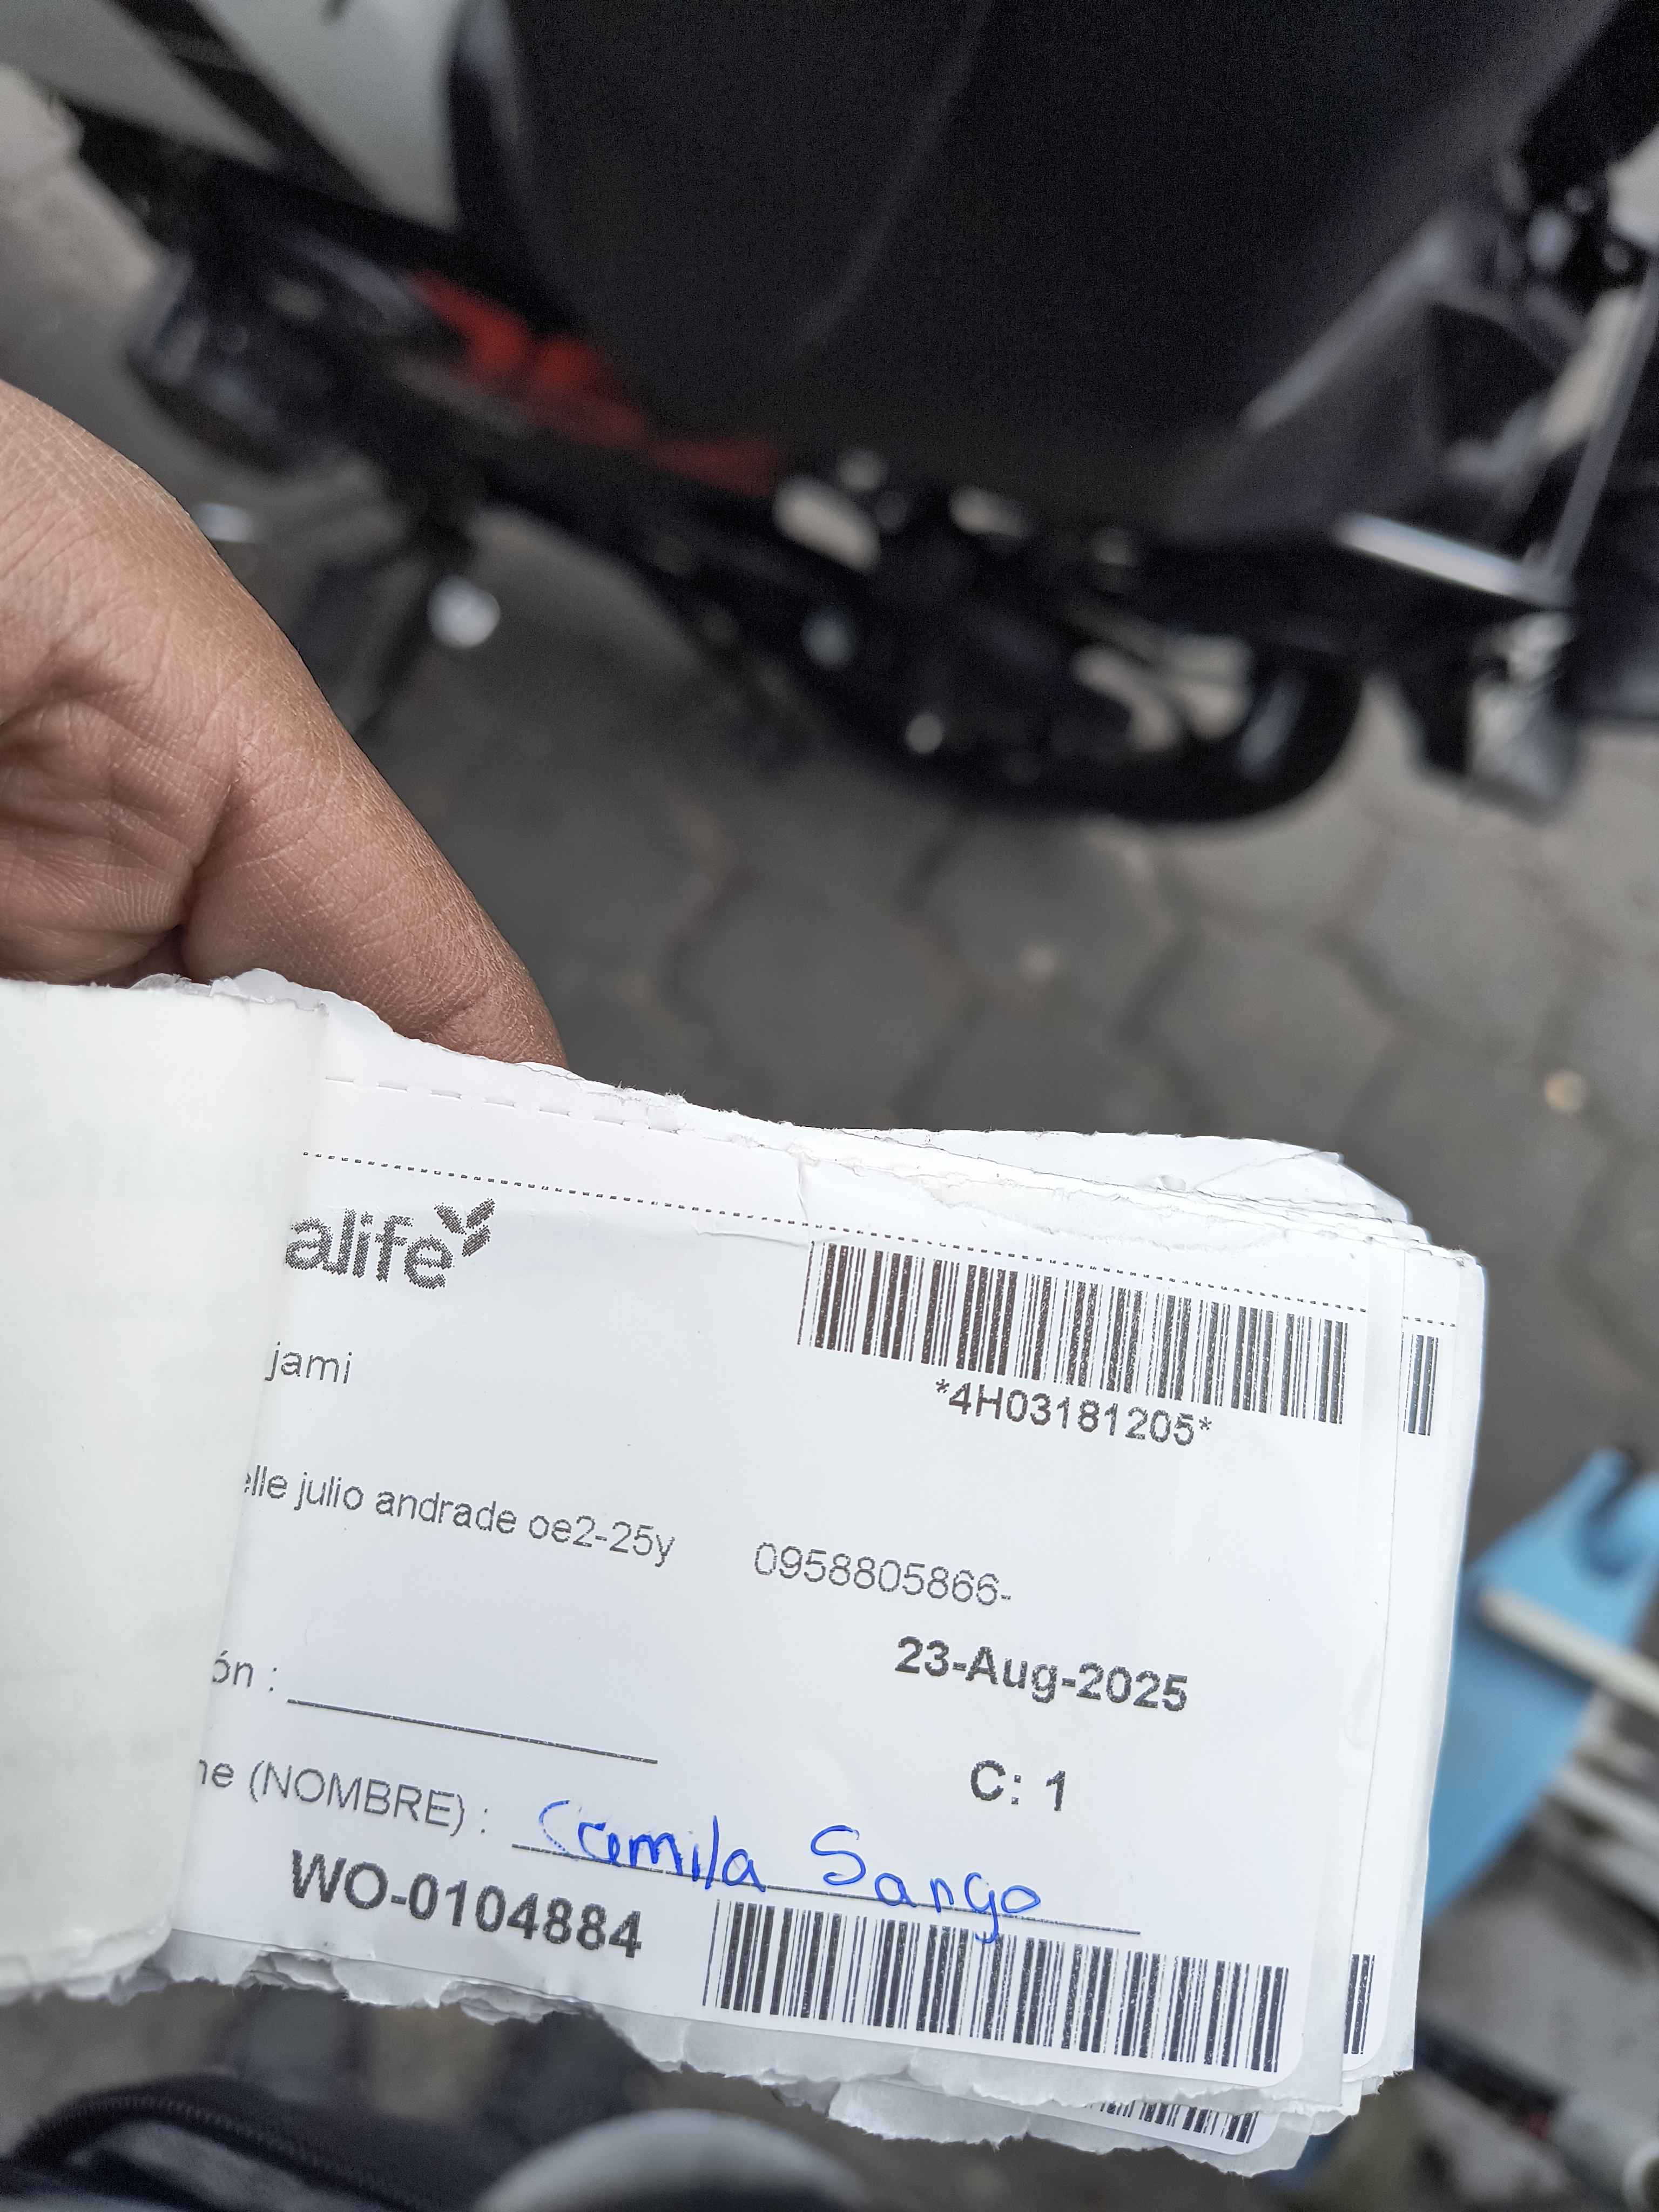 alife
*4H03181205*
jami
elle julio andrade oe2-25y 0958805866-
23-Aug-2025
ón :
C: 1
ne (NOMBRE) : Camila Sango
WO-0104884